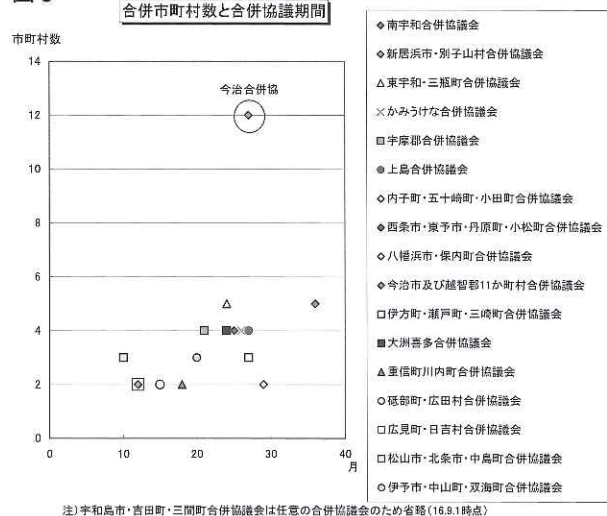 合併市町村数と合併協議期間
市町村数
14
12
10
8
6
4
2
0
今治合併協
0
10
20
30
40
月
南宇和合併協議会
新居浜市・別子山村合併協議会
東宇和・三瓶町合併協議会
かみうけな合併協議会
宇摩郡合併協議会
上島合併協議会
内子町・五十崎町・小田町合併協議会
西条市・東予市・丹原町・小松町合併協議会
八幡浜市・保内町合併協議会
今治市及び越智郡11か町村合併協議会
伊方町・瀬戸町・三崎町合併協議会
大洲喜多合併協議会
重信町川内町合併協議会
砥部町・広田村合併協議会
広見町・日吉村合併協議会
松山市・北条市・中島町合併協議会
伊予市・中山町・双海町合併協議会
注)宇和島市・吉田町・三間町合併協議会は任意の合併協議会のため省略(16.9.1時点)